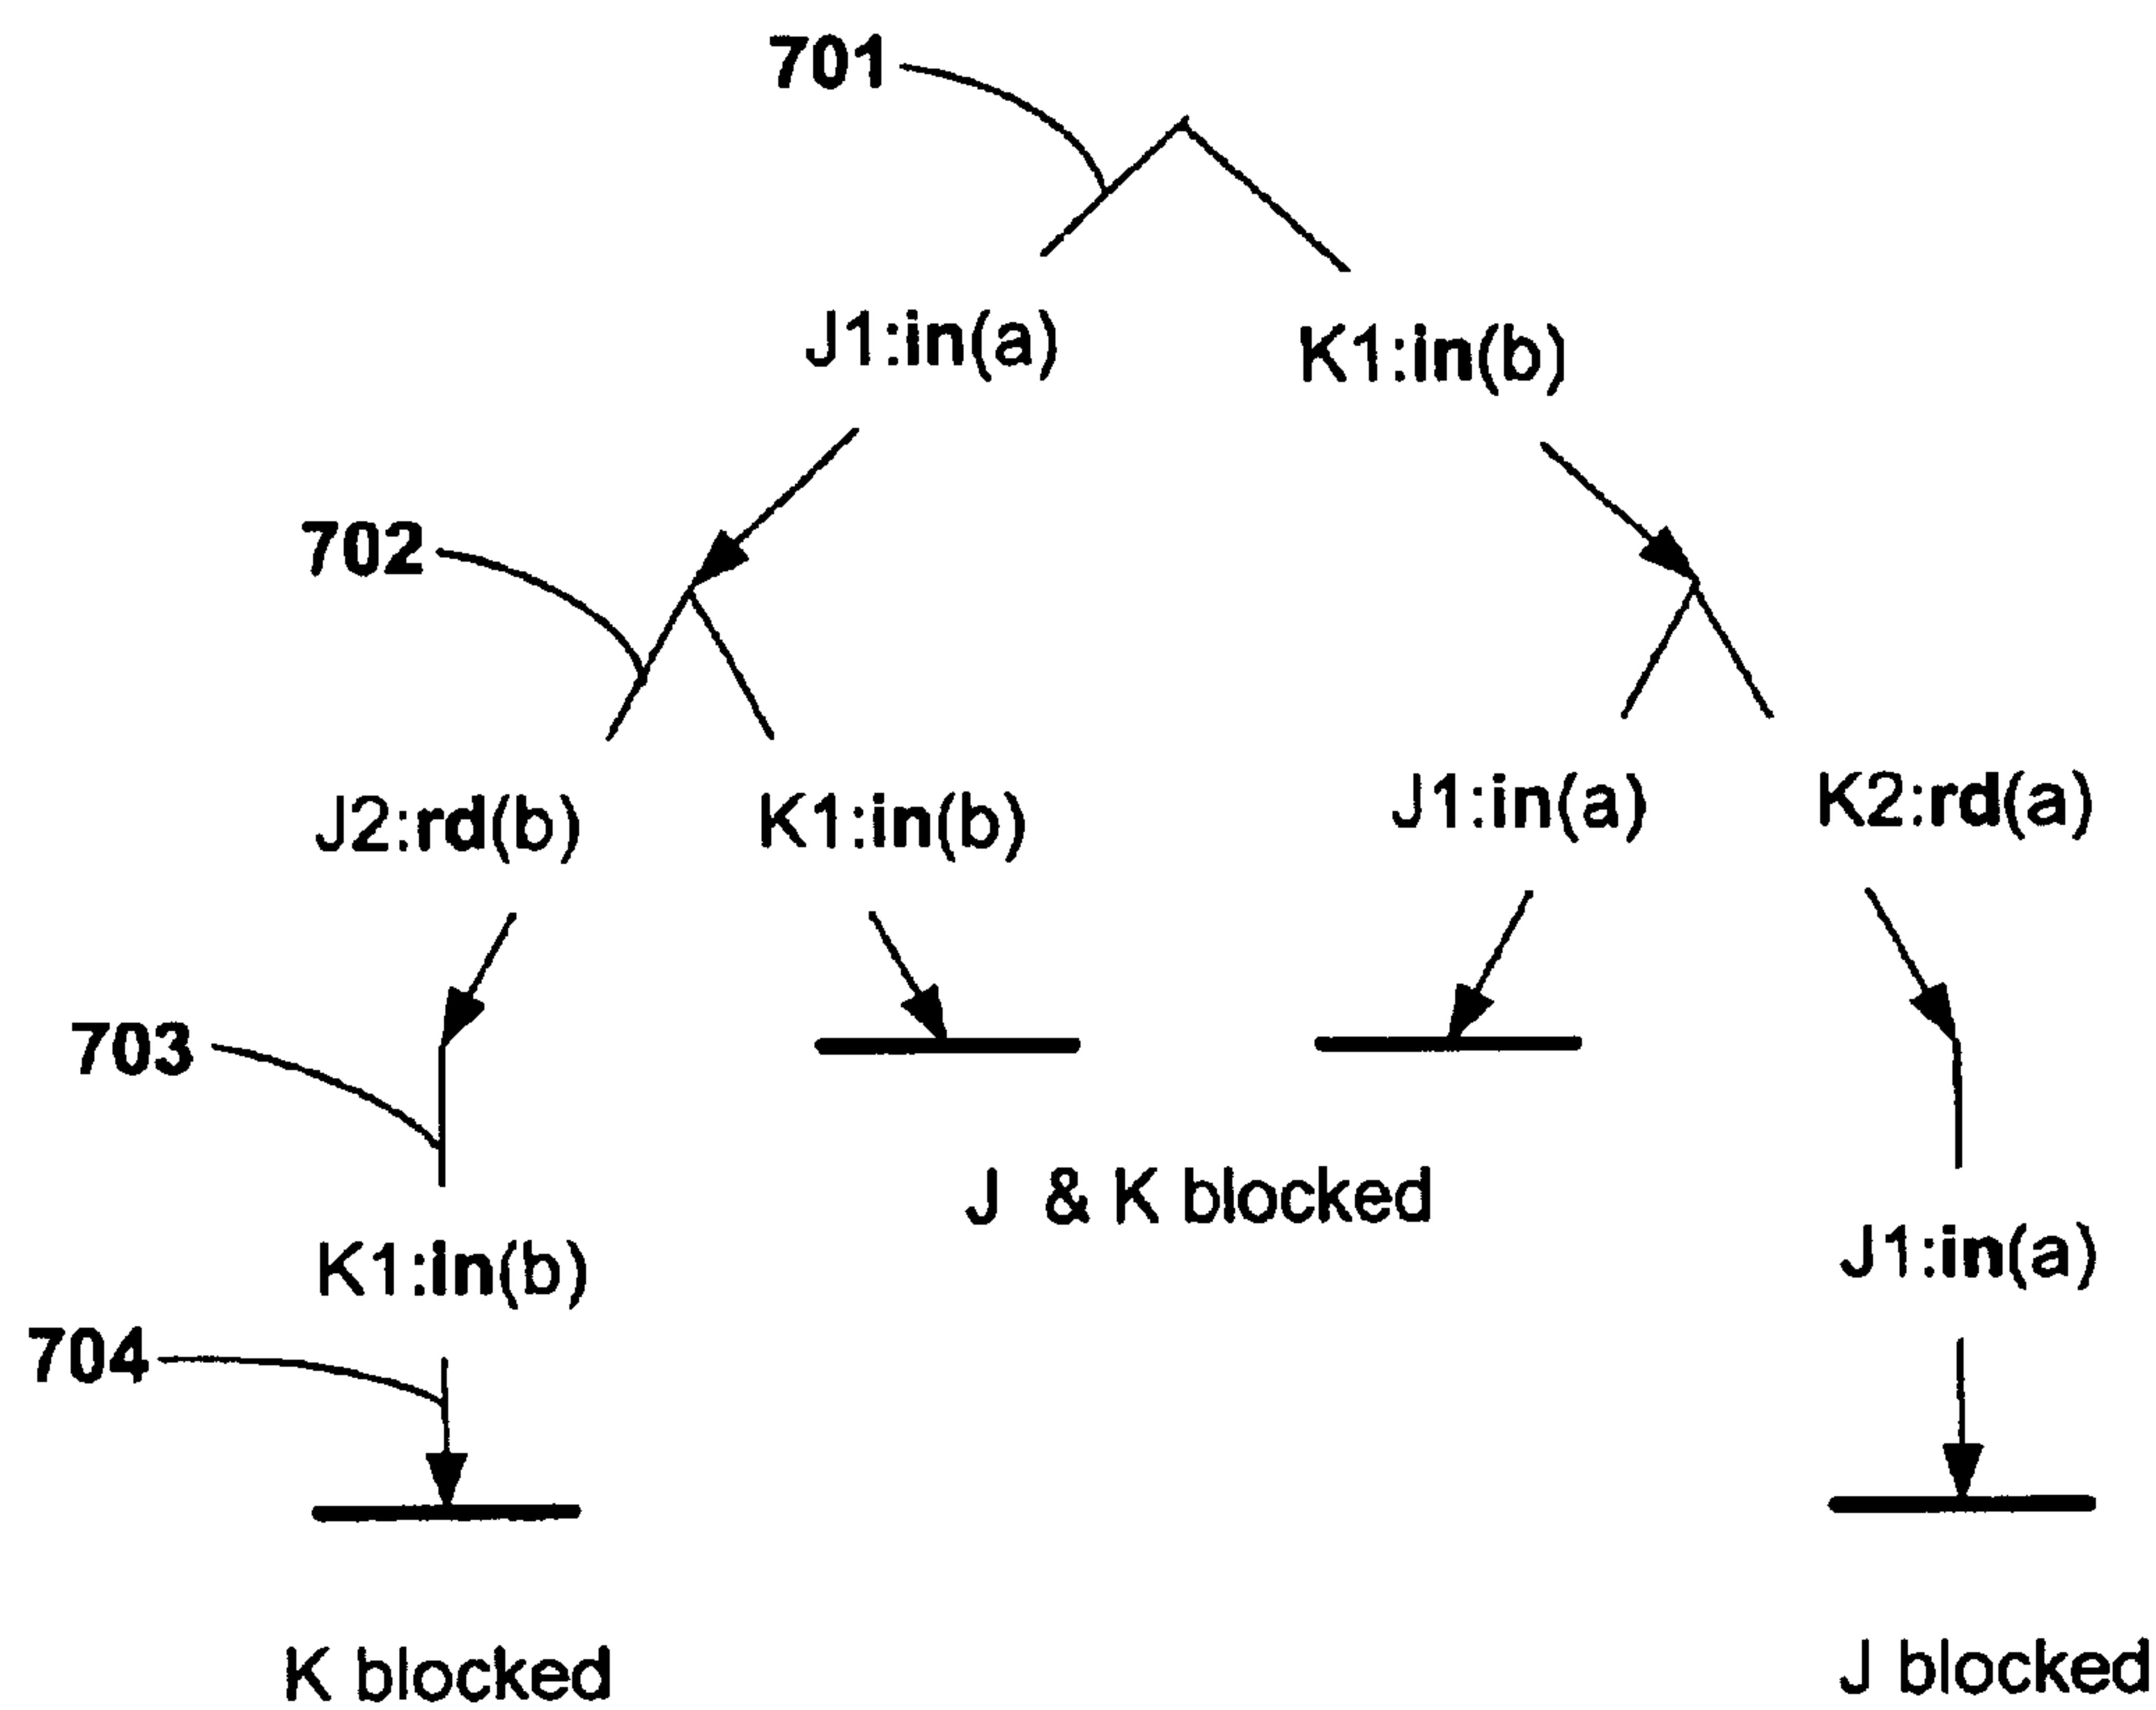 701
J1:in(a)
K1:in(b)
702
J2:rd(b)
K1:in(b)
J1:in(a)
K2:rd(a)
703
J & K blocked
K1:in(b)
J1:in(a)
704
K blocked
J blocked